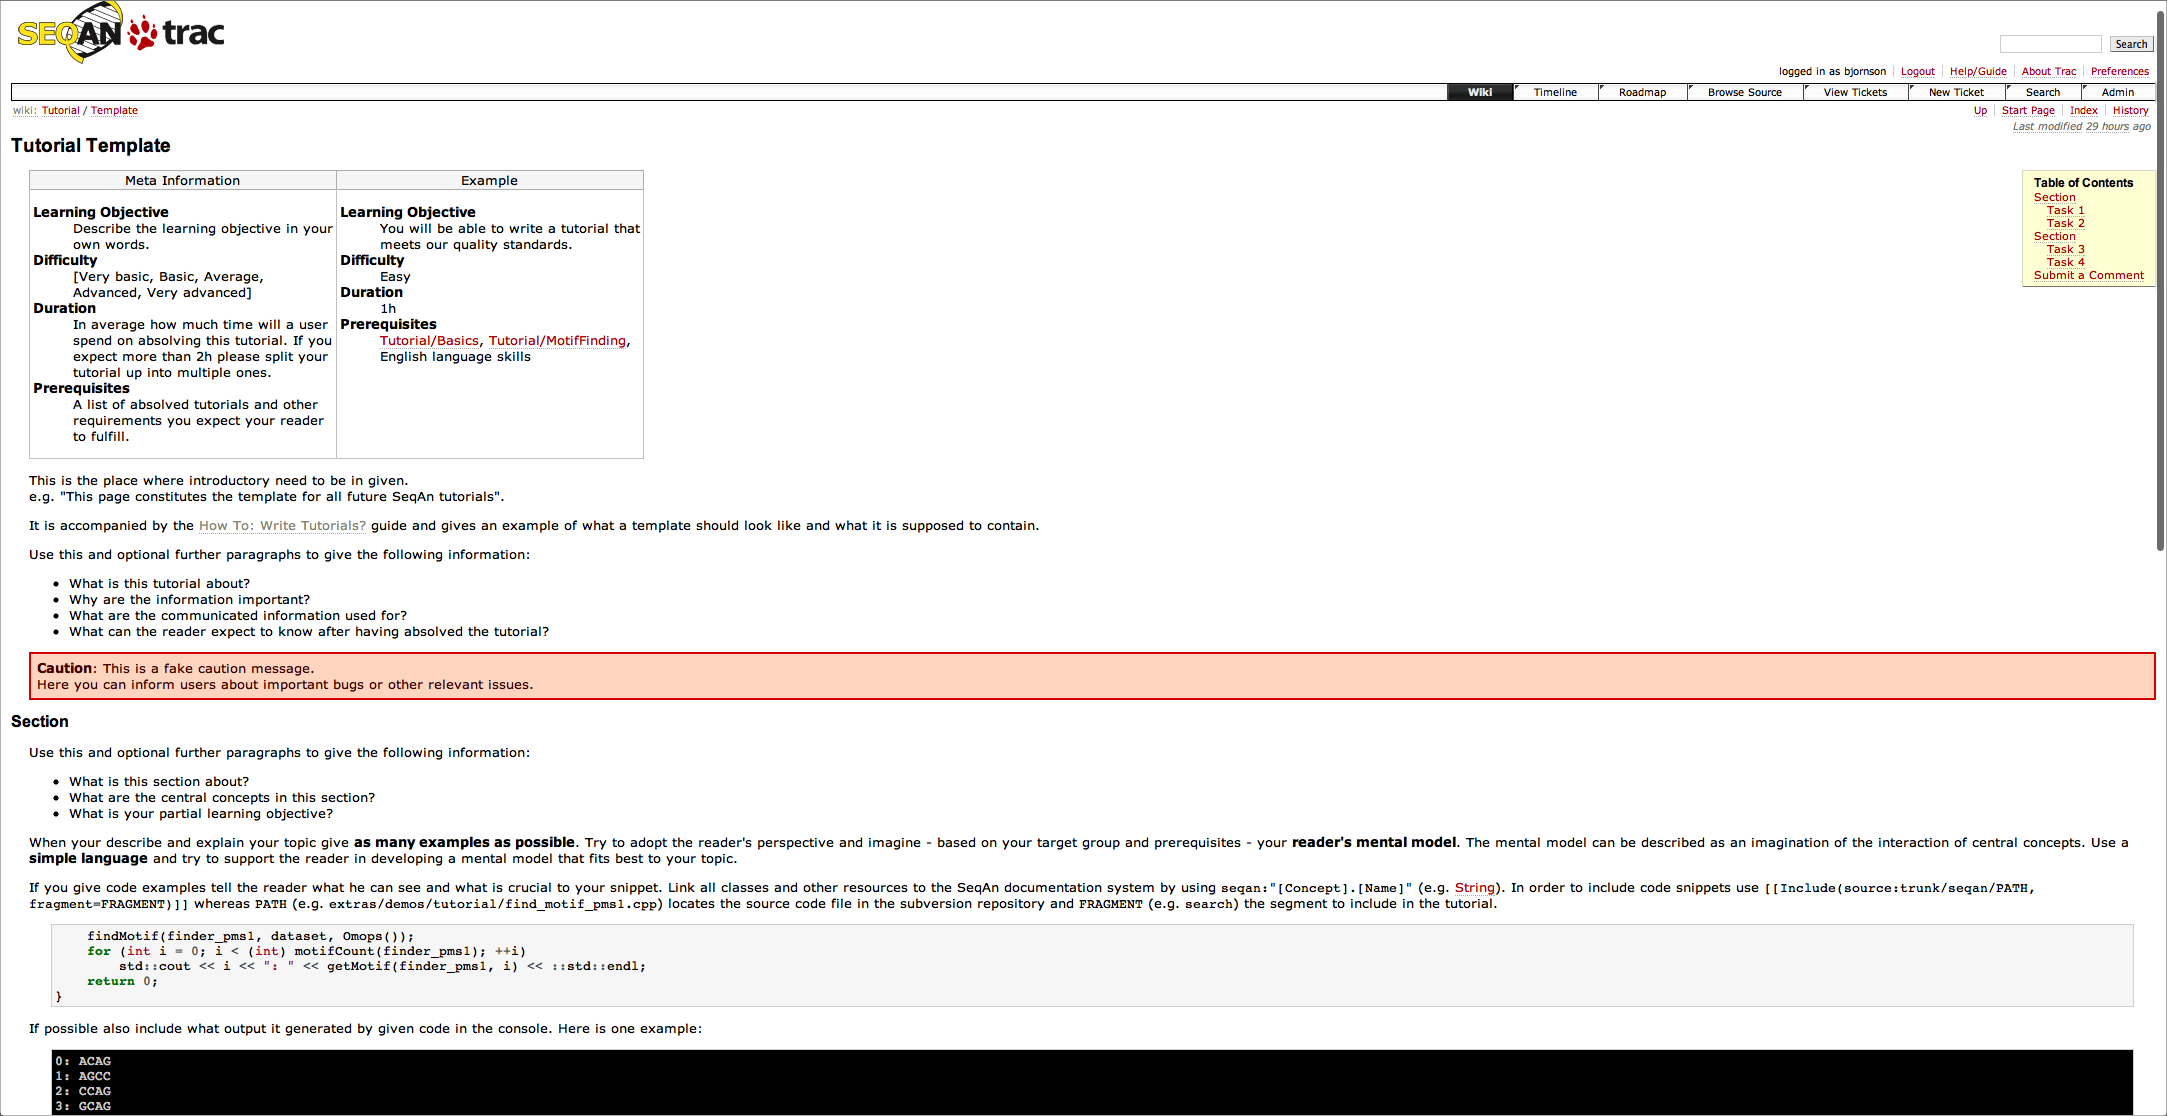 SEQAN trac
Search
logged in as bjornson Logout Help/Guide About Trac Preferences
Wiki Timeline Roadmap Browse Source View Tickets New Ticket Search Admin
wiki: Tutorial / Template
Up Start Page Index History
Last modified 29 hours ago
Tutorial Template
Meta Information Example
Learning Objective
Describe the learning objective in your
own words.
Difficulty
[Very basic, Basic, Average,
Advanced, Very advanced]
Duration
In average how much time will a user
spend on absolving this tutorial. If you
expect more than 2h please split your
tutorial up into multiple ones.
Prerequisites
A list of absolved tutorials and other
requirements you expect your reader
to fulfill.
Learning Objective
You will be able to write a tutorial that
meets our quality standards.
Difficulty
Easy
Duration
1h
Prerequisites
Tutorial/Basics, Tutorial/MotifFinding,
English language skills
Table of Contents
Section
Task 1
Task 2
Section
Task 3
Task 4
Submit a Comment
This is the place where introductory need to be in given.
e.g. "This page constitutes the template for all future SeqAn tutorials".
It is accompanied by the How To: Write Tutorials? guide and gives an example of what a template should look like and what it is supposed to contain.
Use this and optional further paragraphs to give the following information:
• What is this tutorial about?
• Why are the information important?
• What are the communicated information used for?
• What can the reader expect to know after having absolved the tutorial?
Caution: This is a fake caution message.
Here you can inform users about important bugs or other relevant issues.
Section
Use this and optional further paragraphs to give the following information:
• What is this section about?
• What are the central concepts in this section?
• What is your partial learning objective?
When your describe and explain your topic give as many examples as possible. Try to adopt the reader's perspective and imagine - based on your target group and prerequisites - your reader's mental model. The mental model can be described as an imagination of the interaction of central concepts. Use a
simple language and try to support the reader in developing a mental model that fits best to your topic.
If you give code examples tell the reader what he can see and what is crucial to your snippet. Link all classes and other resources to the SeqAn documentation system by using seqan:"[Concept].[Name]" (e.g. String). In order to include code snippets use [[Include(source:trunk/seqan/PATH,
fragment=FRAGMENT)]] whereas PATH (e.g. extras/demos/tutorial/find_motif_pms1.cpp) locates the source code file in the subversion repository and FRAGMENT (e.g. search) the segment to include in the tutorial.
findMotif(finder_pms1, dataset, Omops());
for (int i = 0; i < (int) motifCount(finder_pms1); ++i)
std::cout << i << ": " << getMotif(finder_pms1, i) << ::std::endl;
return 0;
}
If possible also include what output it generated by given code in the console. Here is one example:
0: ACAG
1: AGCC
2: CCAG
3: GCAG